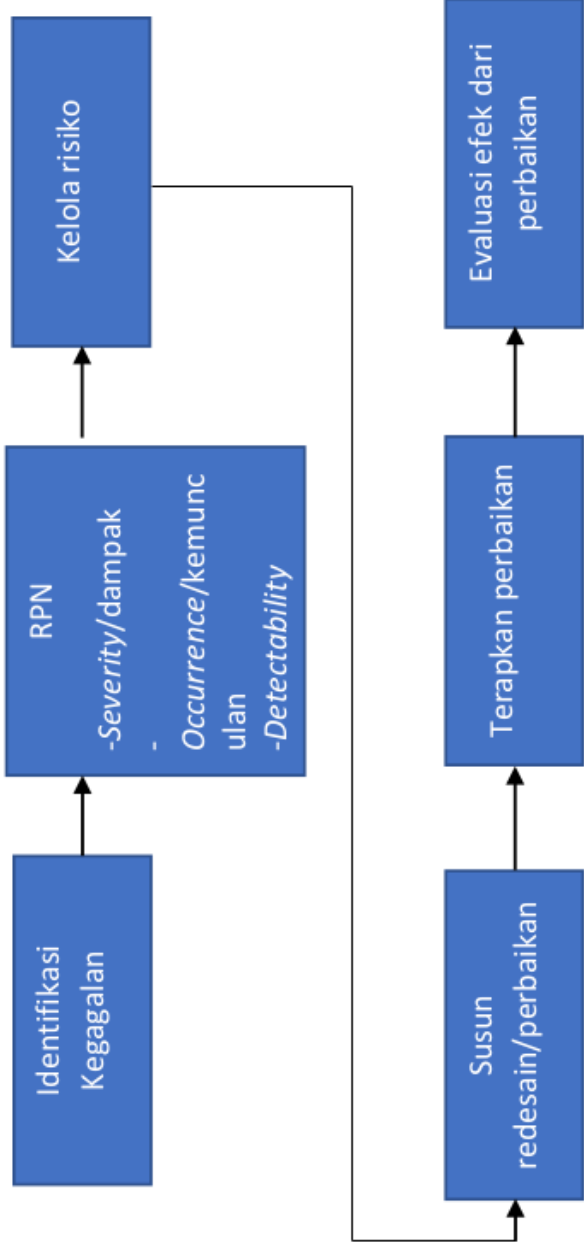 Identifikasi
Kegagalan
RPN
-Severity/dampak
-
Occurrence/kemunc
ulan
-Detectability
Kelola risiko
Susun
redesain/perbaikan
Terapkan perbaikan
Evaluasi efek dari
perbaikan